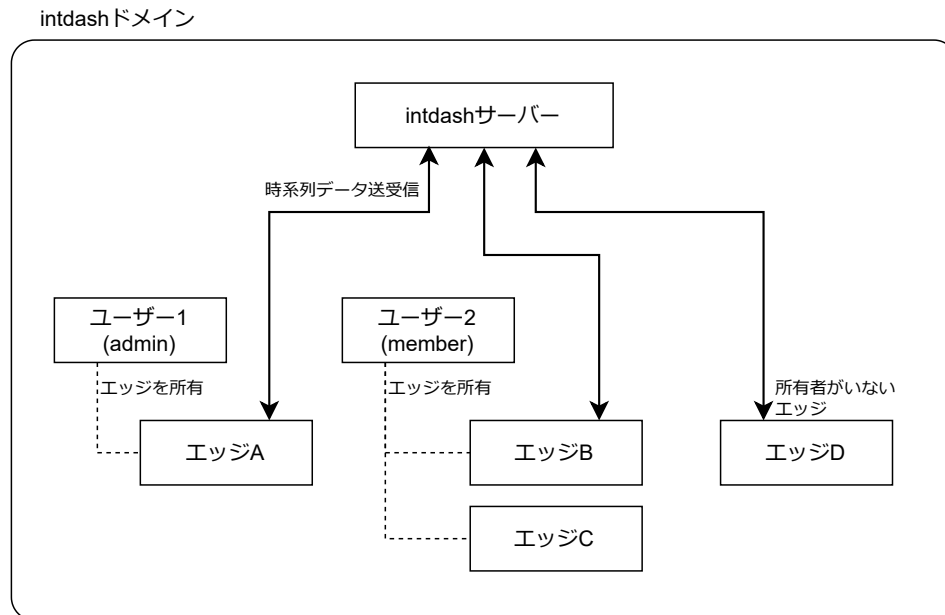 intdashドメイン
intdashサーバー
時系列データ送受信
ユーザー1
(admin)
ユーザー2
(member)
エッジを所有
エッジを所有
所有者がいない
エッジ
エッジA
エッジB
エッジD
エッジC